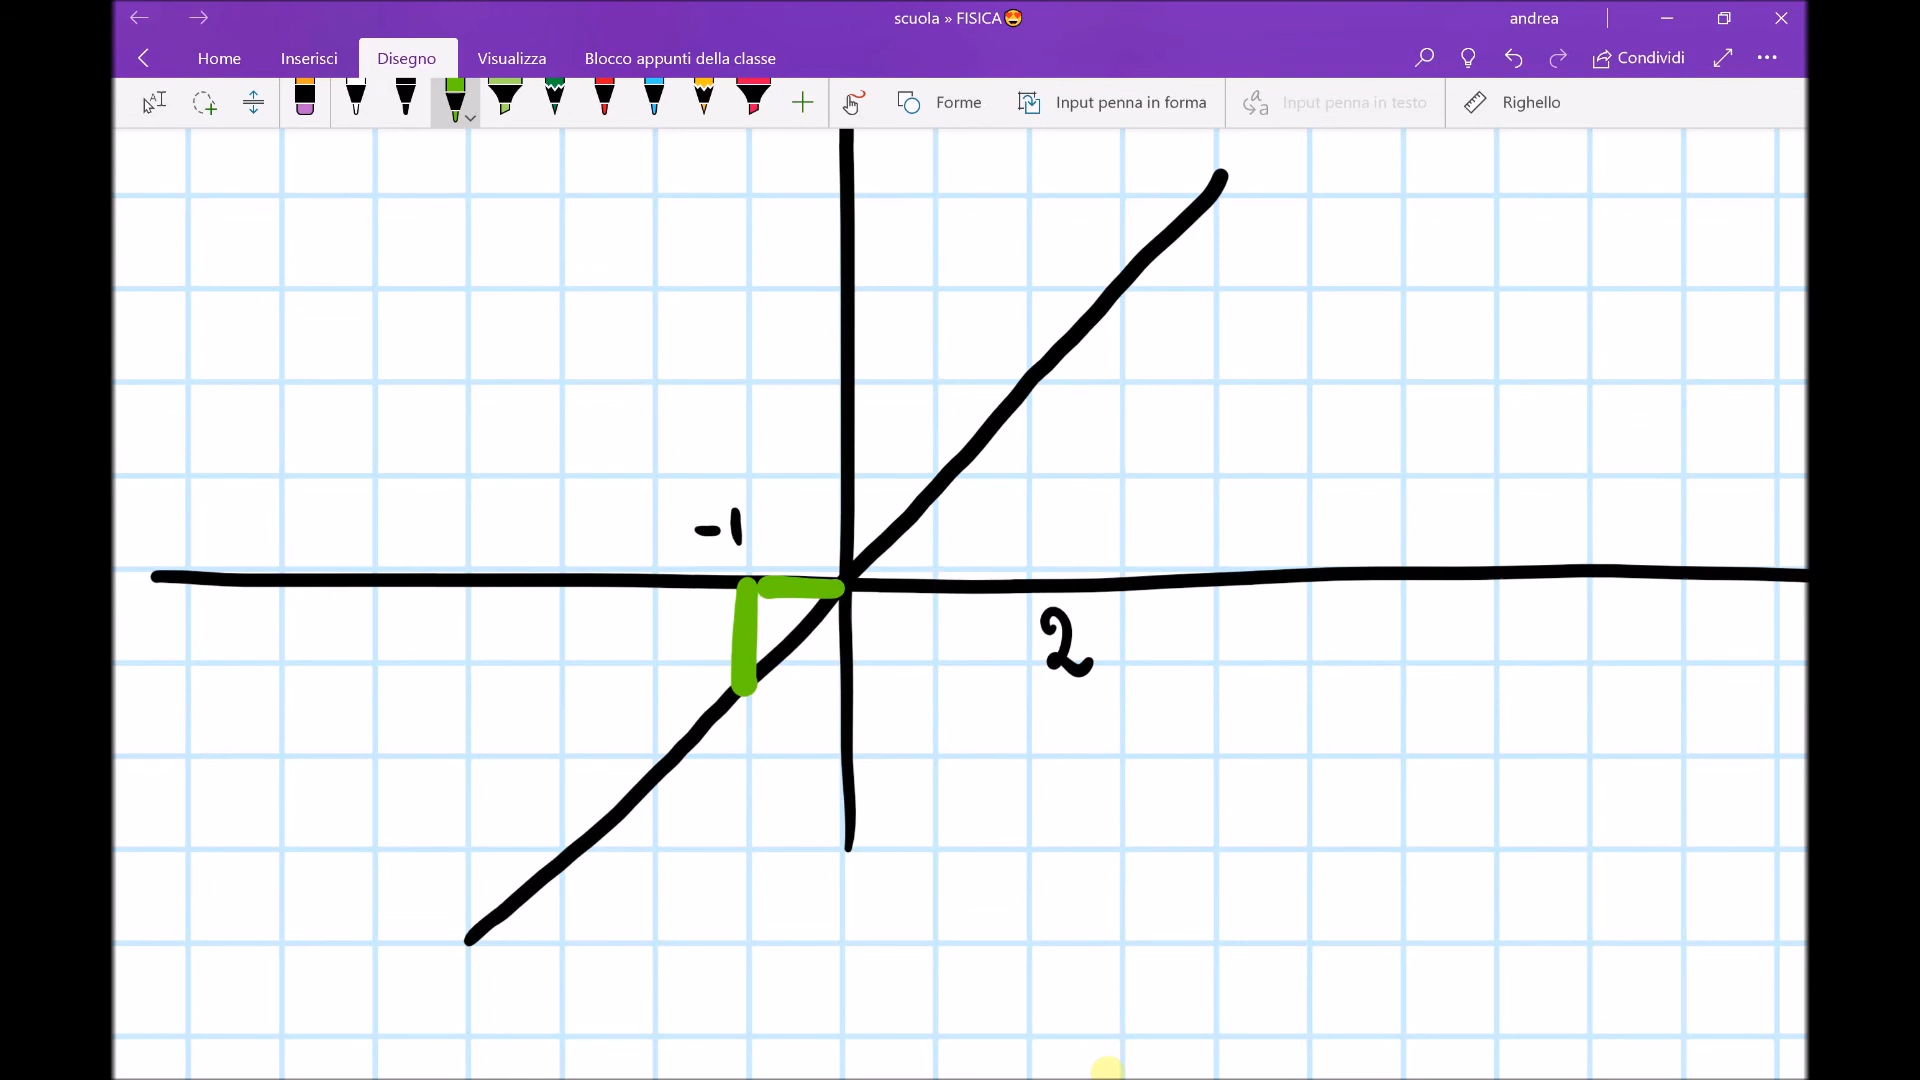 scuola » FISICA😍
andrea
Home Inserisci Disegno Visualizza Blocco appunti della classe Condividi
Forme Input penna in forma Input penna in testo Righello
-1
2